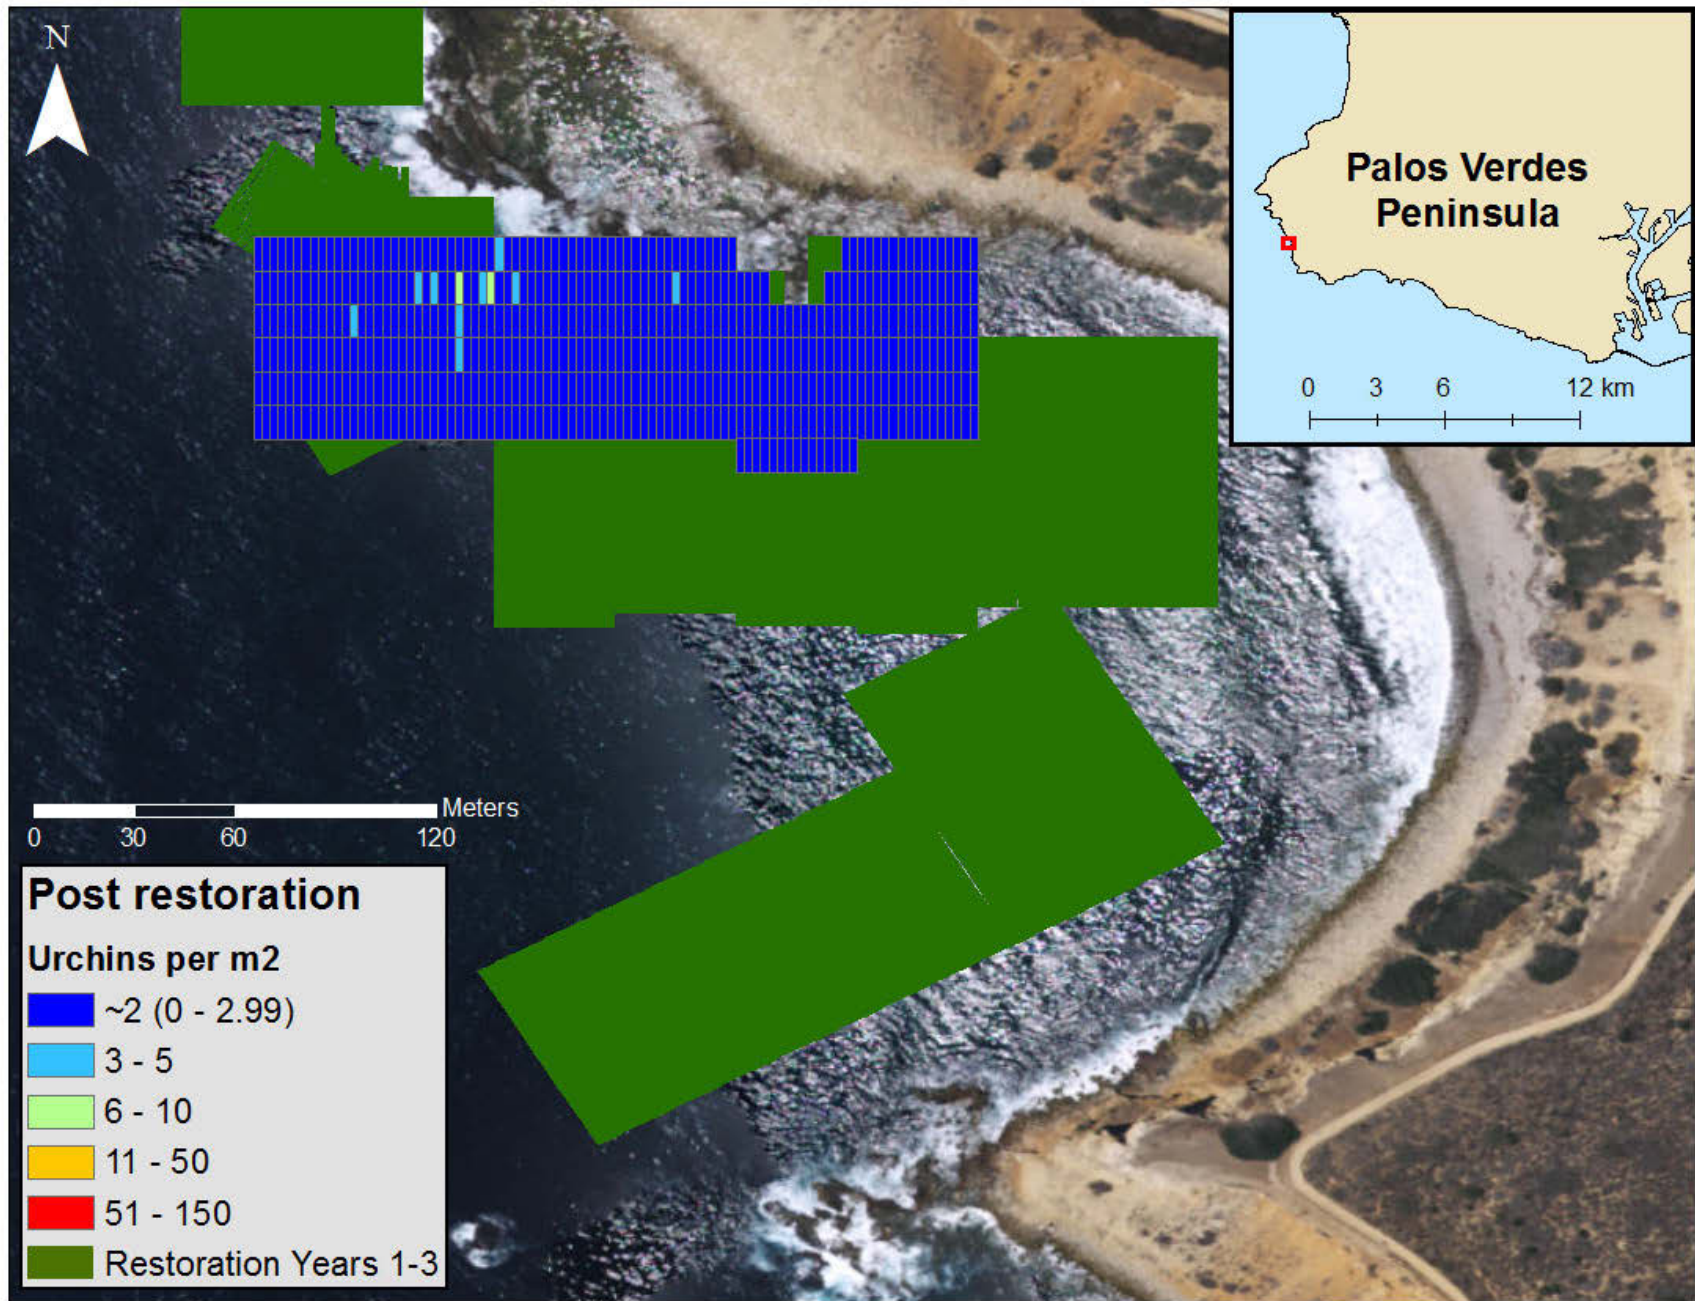 N
Palos Verdes
Peninsula
0 3 6 12 km
Meters
0 30 60 120
Post restoration
Urchins per m2
~2 (0 - 2.99)
3 - 5
6 - 10
11 - 50
51 - 150
Restoration Years 1-3